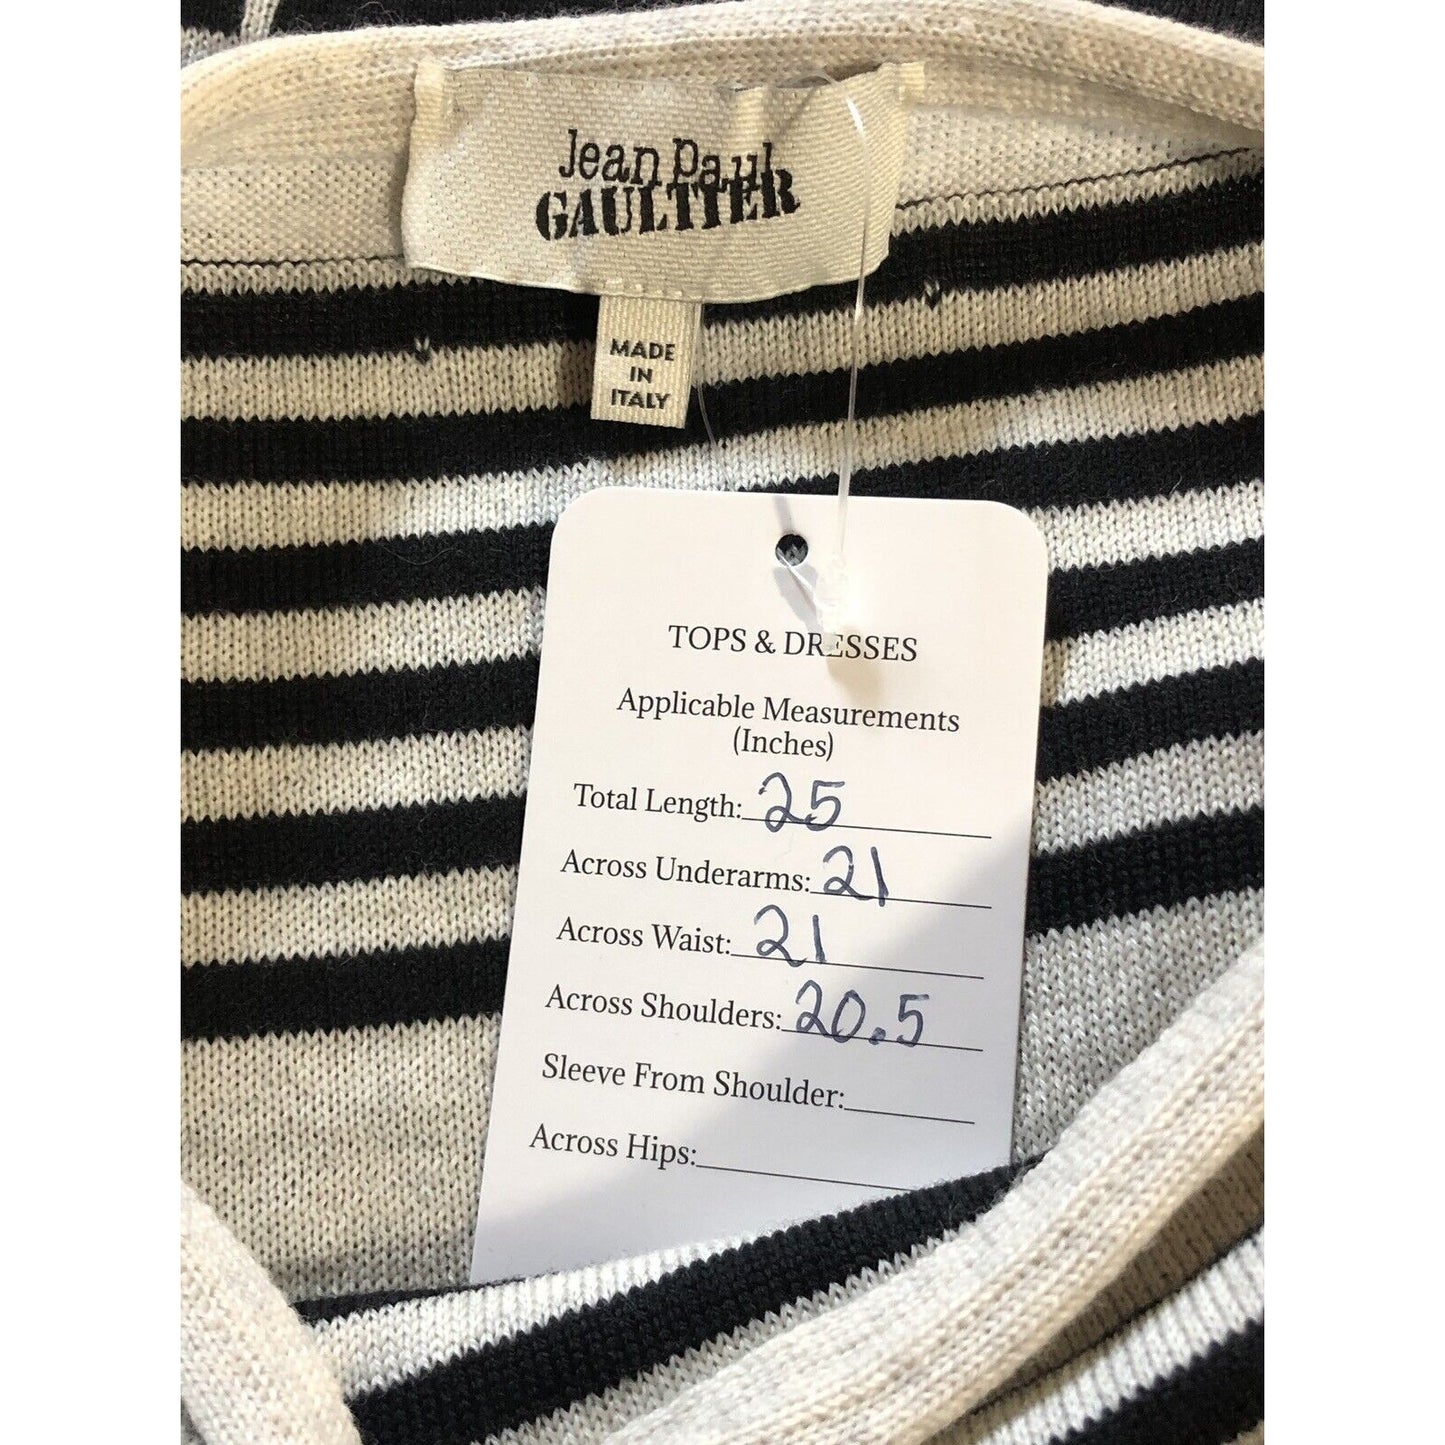 Jean Paul
GAULTIER
MADE
IN
ITALY
TOPS & DRESSES
Applicable Measurements
(Inches)
Total Length: 25
Across Underarms: 21
Across Waist: 21
Across Shoulders: 20.5
Sleeve From Shoulder:
Across Hips: